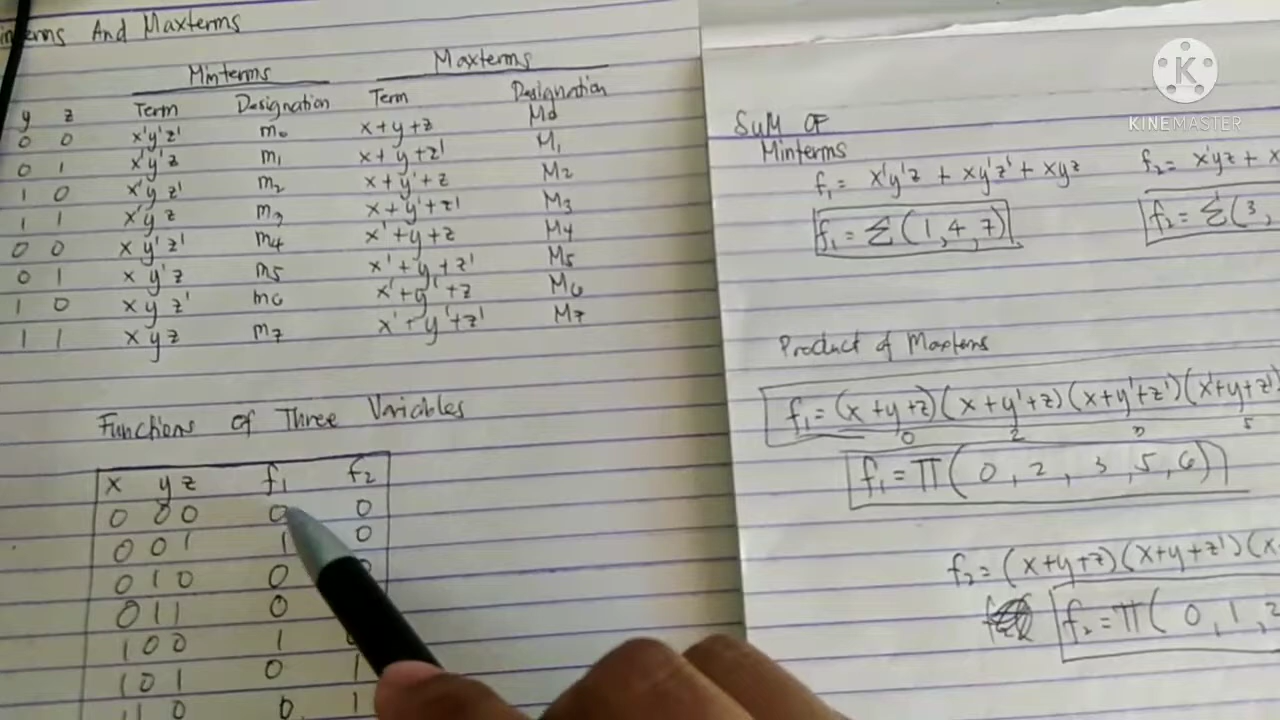 And Maxterms
Minterms Maxterms
y z Term Designation Term Designation
0 0 x'y'z' m0 x+y+z Mo
0 1 x'y'z m1 x+y+z' M1
1 0 x'y z' m2 x+y'+z M2
1 1 x'y z m3 x+y'+z' M3
0 0 x y'z' m4 x'+y+z M4
0 1 x y'z m5 x'+y+z' M5
1 0 x y z' m6 x'+y'+z M6
1 1 x y z m7 x'+y'+z' M7
Functions Of Three Variables
x y z f1 f2
0 0 0 0 0
0 0 1 1 0
0 1 0 0
0 1 1 0
1 0 0 1
1 0 1 0 1
1 1 0 0 1
K
KINEMASTER
SUM OF
Minterms
f1= x'y'z + xy'z' + xyz f2= x'yz + x
f1= Σ(1,4,7) f2= Σ(3,
Product of Maxterms
f1=(x+y+z)(x+y'+z)(x+y'+z')(x'+y+z')
0 2 3 5
f1=π( 0, 2, 3, 5, 6)
f2=(x+y+z)(x+y+z')(x
f2=π( 0, 1, 2